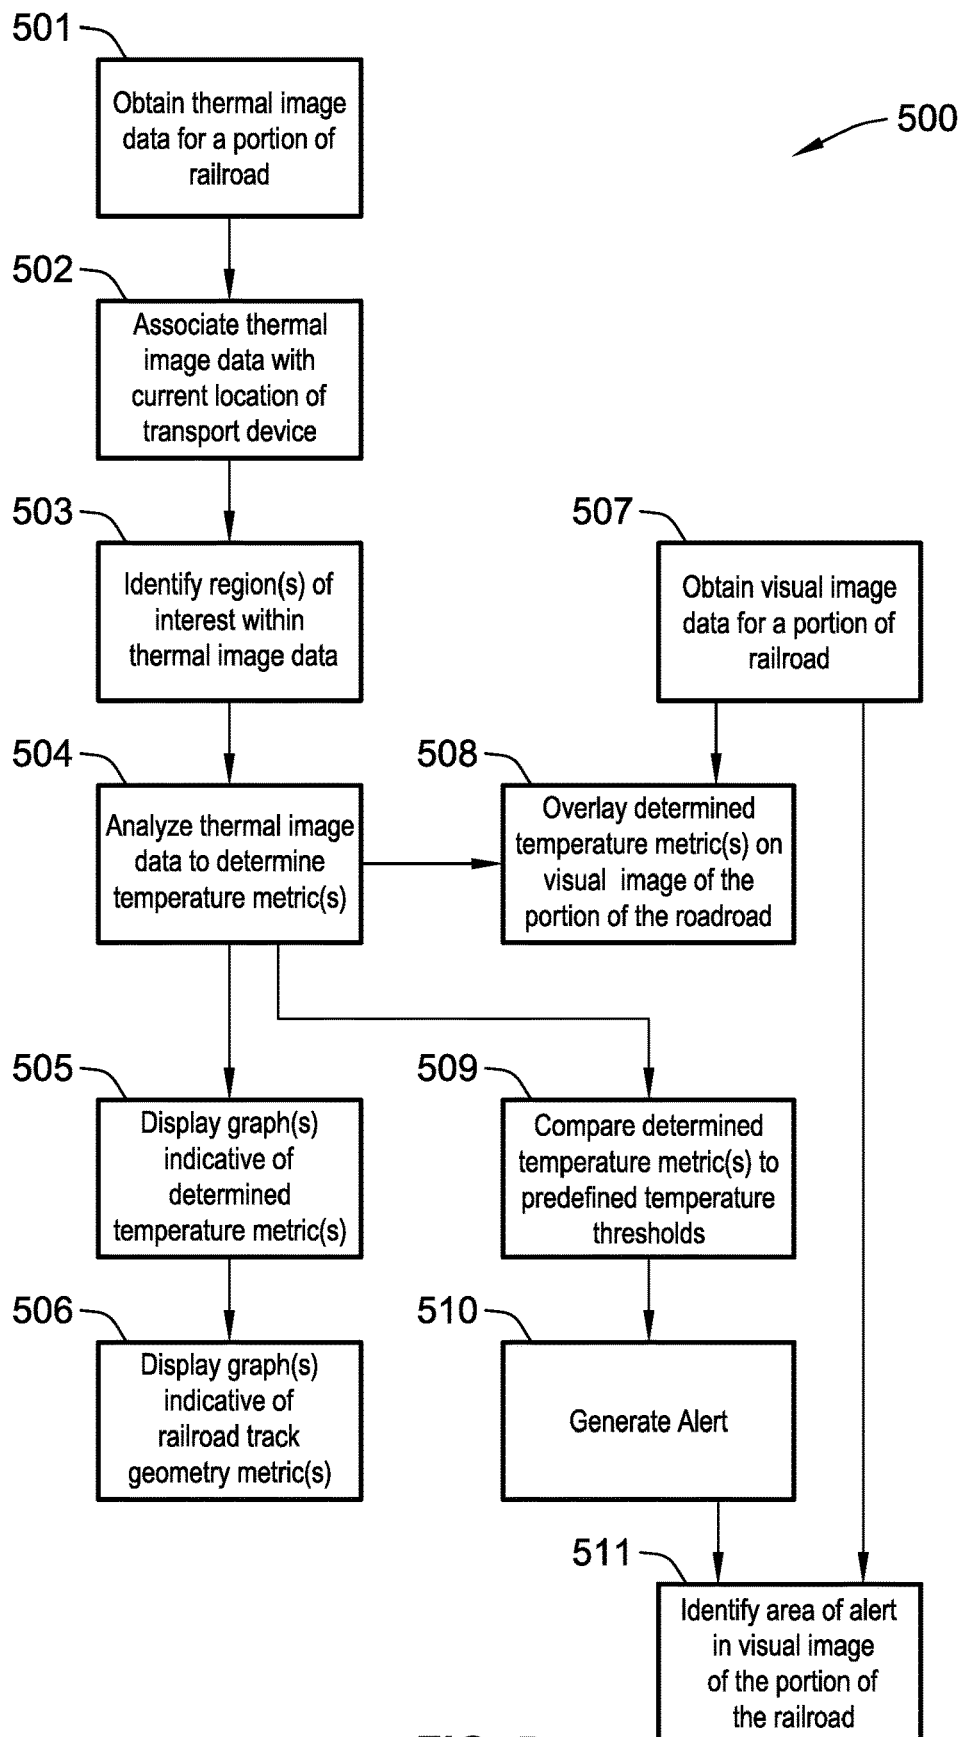 501
Obtain thermal image
data for a portion of
railroad
500
502
Associate thermal
image data with
current location of
transport device
503
Identify region(s) of
interest within
thermal image data
507
Obtain visual image
data for a portion of
railroad
504
Analyze thermal image
data to determine
temperature metric(s)
508
Overlay determined
temperature metric(s) on
visual image of the
portion of the roadroad
505
Display graph(s)
indicative of
determined
temperature metric(s)
509
Compare determined
temperature metric(s) to
predefined temperature
thresholds
506
Display graph(s)
indicative of
railroad track
geometry metric(s)
510
Generate Alert
511
Identify area of alert
in visual image
of the portion of
the railroad